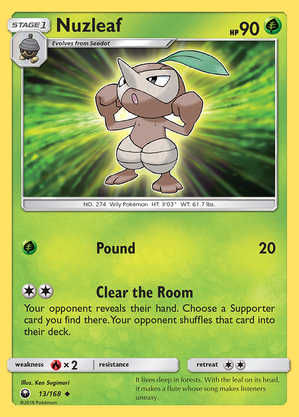 STAGE 1 Nuzleaf HP 90
Evolves from Seedot
NO. 274 Wily Pokémon HT: 3'03" WT: 61.7 lbs.
Pound 20
Clear the Room
Your opponent reveals their hand. Choose a Supporter
card you find there. Your opponent shuffles that card into
their deck.
weakness × 2 resistance retreat
Illus. Ken Sugimori
13/168
©2018 Pokémon
It lives deep in forests. With the leaf on its head,
it makes a flute whose song makes listeners
uneasy.